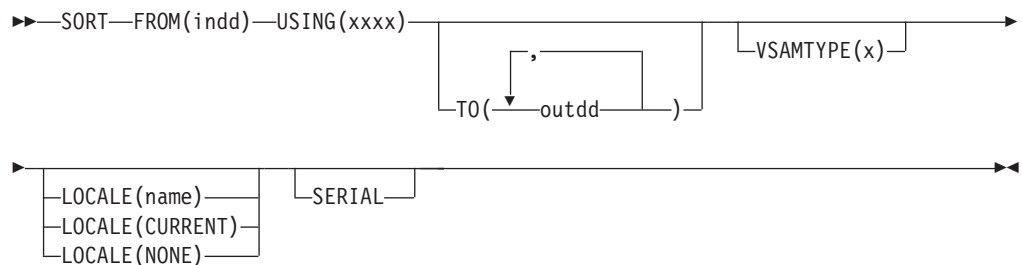 SORT FROM(indd) USING(xxxx)
,
VSAMTYPE(x)
TO( outdd )
LOCALE(name) SERIAL
LOCALE(CURRENT)
LOCALE(NONE)